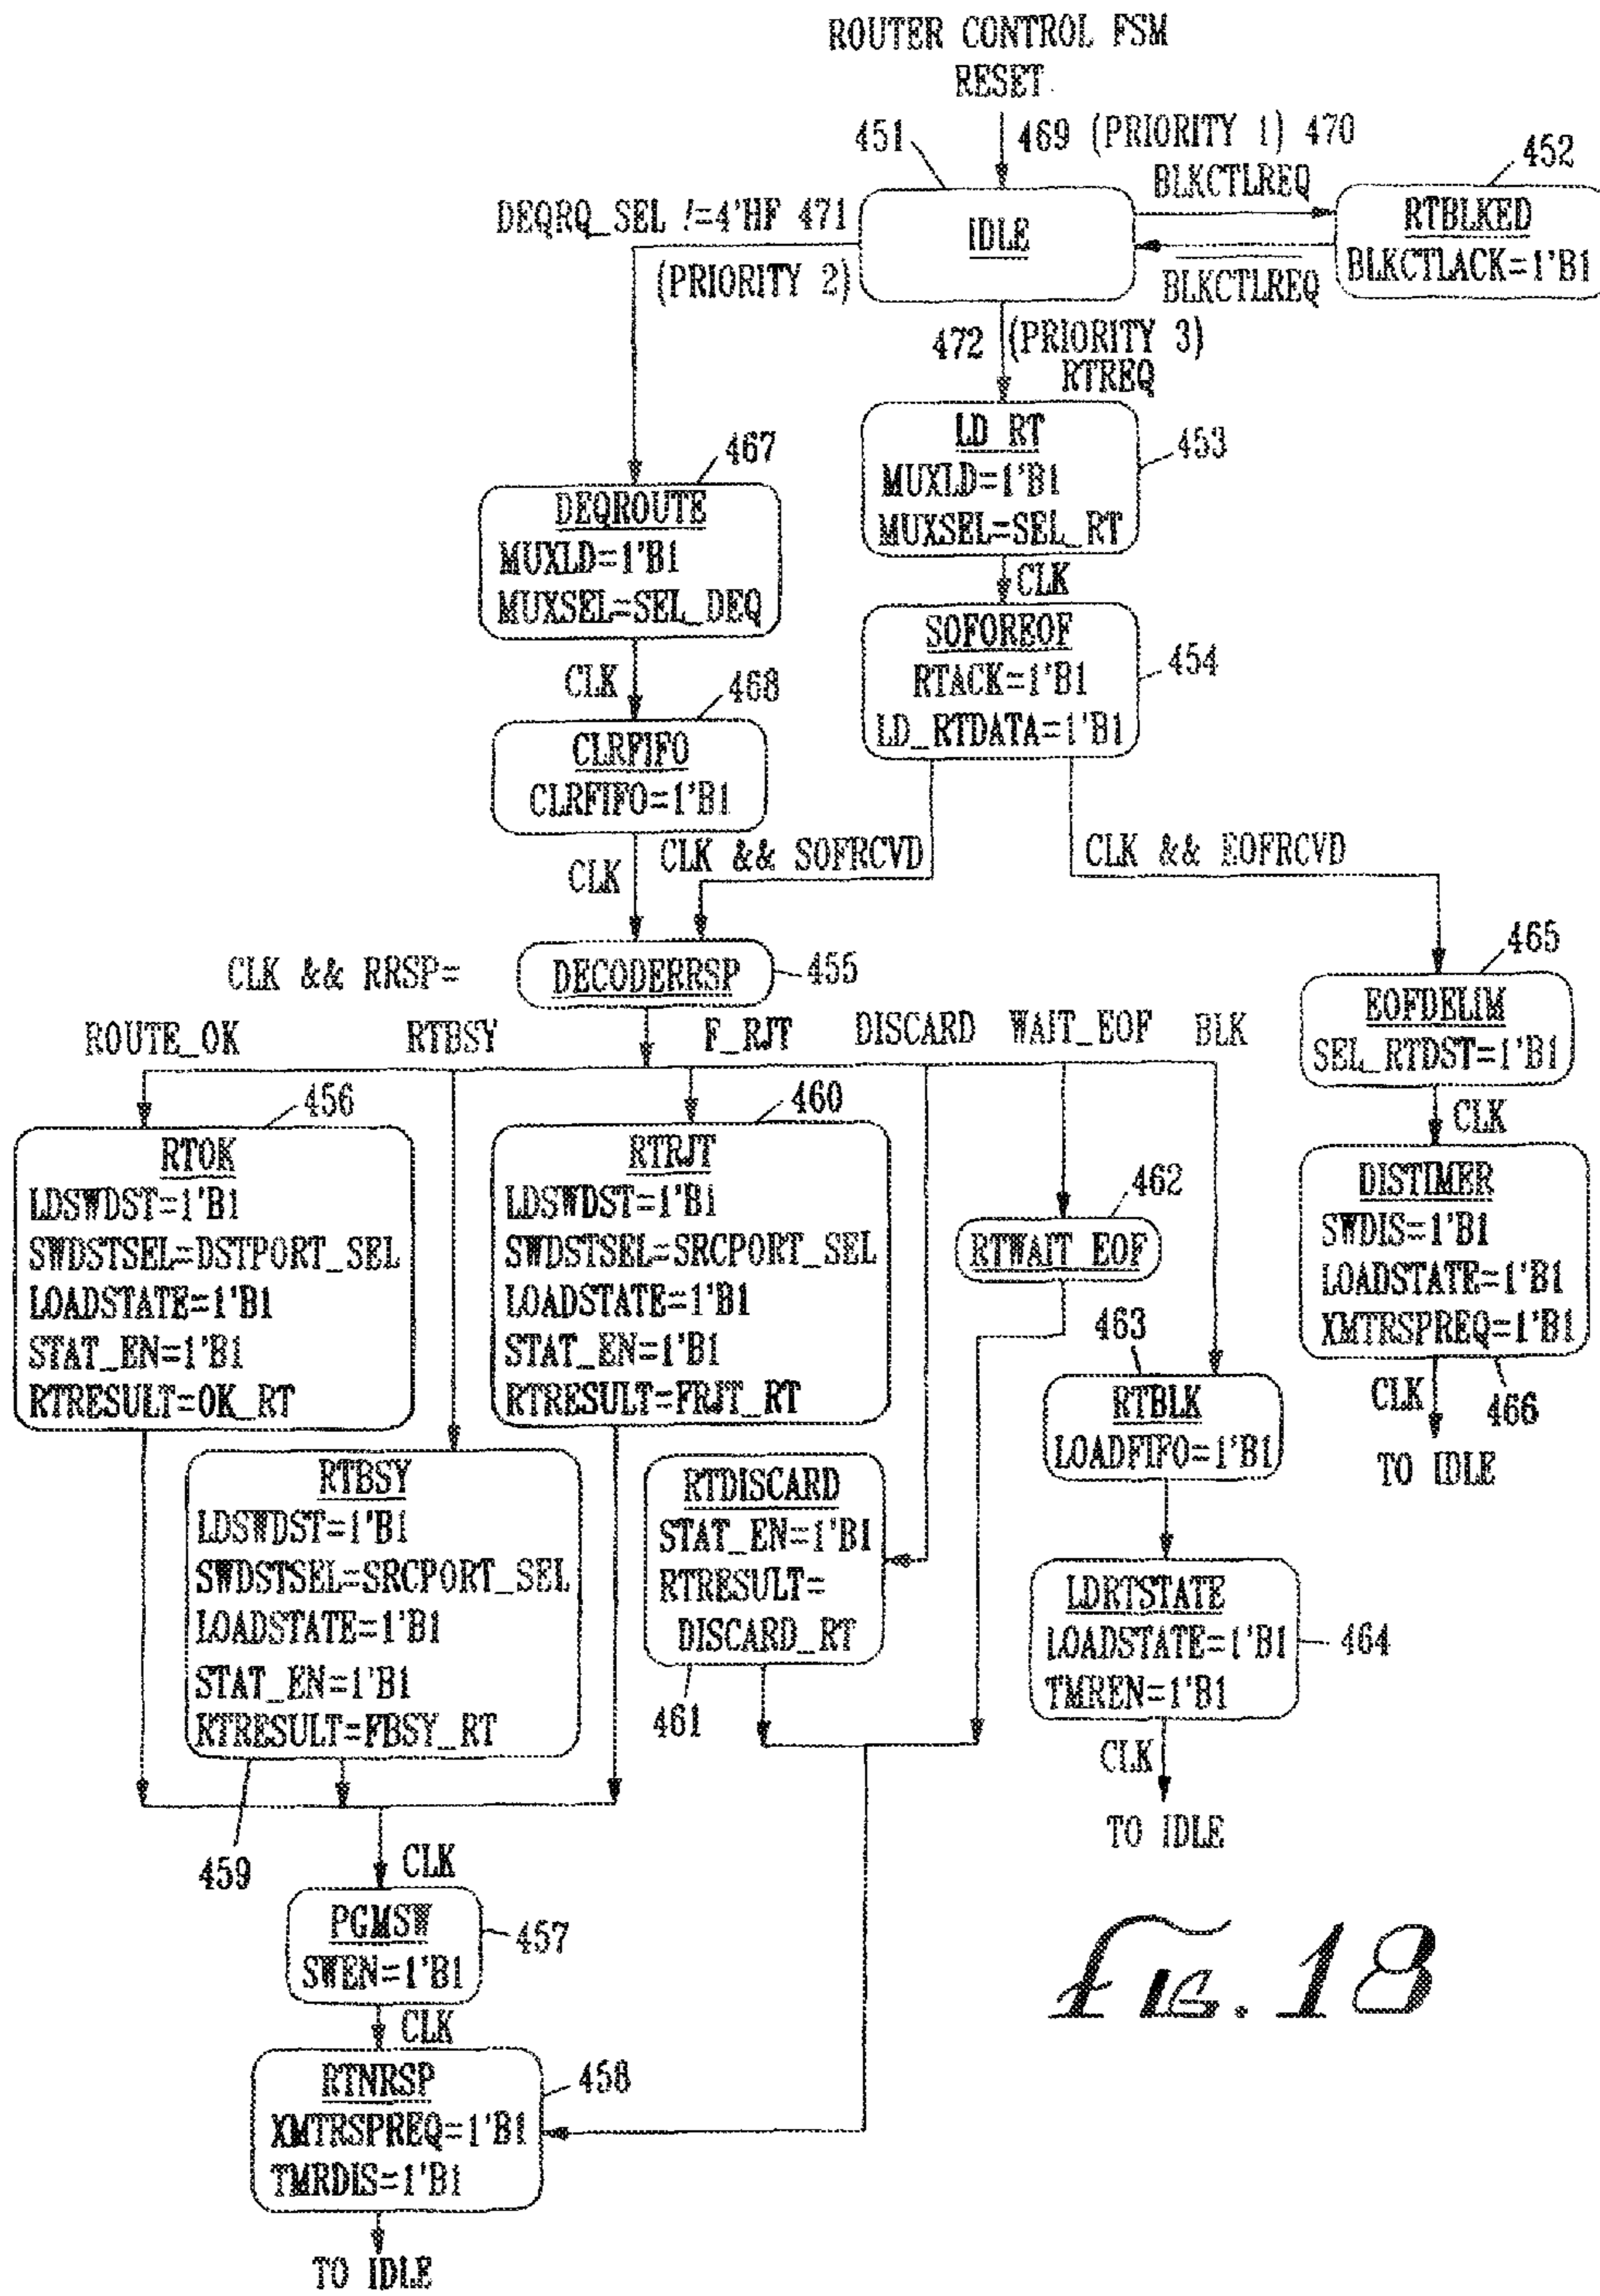 ROUTER CONTROL FSM
RESET
451
469 (PRIORITY 1) 470
BLKCTLREQ
452
DEQRQ_SEL !=4'HF 471
(PRIORITY 2)
IDLE
RTBLKED
BLKCTLACK=1'B1
BLKCTLREQ
472 (PRIORITY 3)
RTREQ
467
DEQROUTE
MUXLD=1'B1
MUXSEL=SEL_DEQ
LD_RT
MUXLD=1'B1
MUXSEL=SEL_RT
453
CLK
CLK
468
SOFOREOF
RTACK=1'B1
LD_RTDATA=1'B1
454
CLRFIFO
CLRFIFO=1'B1
CLK
CLK && SOFRCVD
CLK && EOFRCVD
CLK && RRSP=
DECODERRSP
455
465
EOFDELIM
SEL_RTDST=1'B1
CLK
ROUTE_OK
RTBSY
F_RJT
DISCARD
WAIT_EOF
BLK
456
RTOK
LDSWDST=1'B1
SWDSTSEL=DSTPORT_SEL
LOADSTATE=1'B1
STAT_EN=1'B1
RTRESULT=OK_RT
460
RTRJT
LDSWDST=1'B1
SWDSTSEL=SRCPORT_SEL
LOADSTATE=1'B1
STAT_EN=1'B1
RTRESULT=FRJT_RT
462
RTWAIT_EOF
DISTIMER
SWDIS=1'B1
LOADSTATE=1'B1
XMTRSPREQ=1'B1
CLK
466
TO IDLE
463
RTBLK
LOADFIFO=1'B1
RTBSY
LDSWDST=1'B1
SWDSTSEL=SRCPORT_SEL
LOADSTATE=1'B1
STAT_EN=1'B1
RTRESULT=FBSY_RT
459
RTDISCARD
STAT_EN=1'B1
RTRESULT=
DISCARD_RT
461
LDRTSTATE
LOADSTATE=1'B1
TMREN=1'B1
464
CLK
TO IDLE
CLK
PGMSW
SWEN=1'B1
457
CLK
RTNRSP
XMTRSPREQ=1'B1
TMRDIS=1'B1
458
TO IDLE
FIG. 18